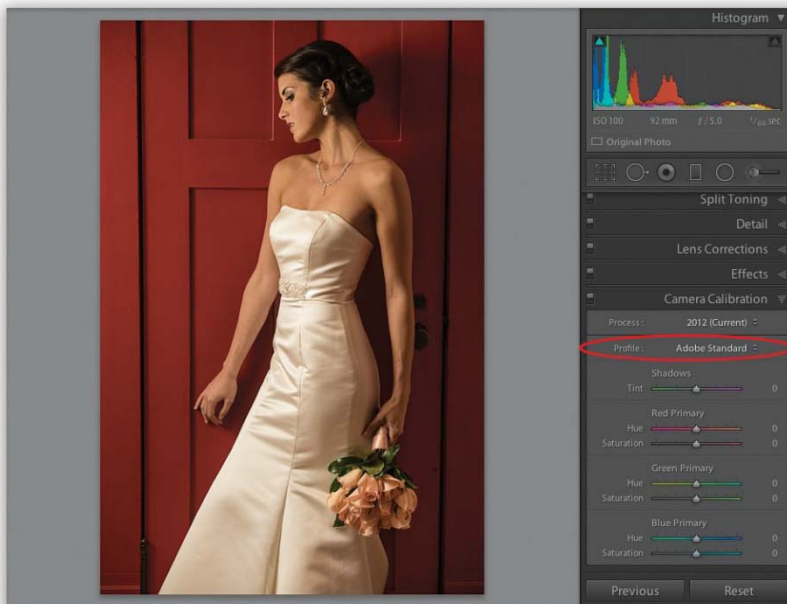 Histogram
ISO 100 92 mm ƒ / 5.0 1/60 sec
Original Photo
Split Toning
Detail
Lens Corrections
Effects
Camera Calibration
Process: 2012 (Current)
Profile: Adobe Standard
Shadows
Tint 0
Red Primary
Hue 0
Saturation 0
Green Primary
Hue 0
Saturation 0
Blue Primary
Hue 0
Saturation 0
Previous Reset